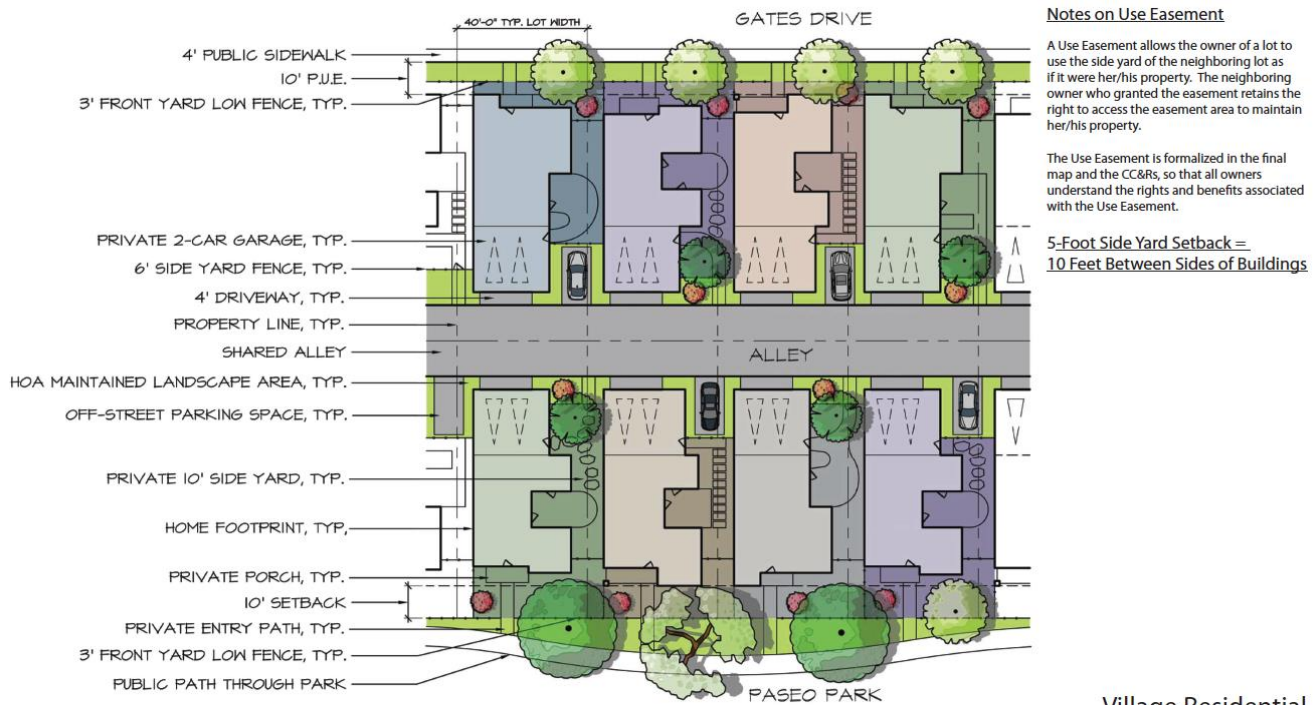 40'-0" TYP. LOT WIDTH
GATES DRIVE
4' PUBLIC SIDEWALK
10' P.U.E.
3' FRONT YARD LOW FENCE, TYP.
PRIVATE 2-CAR GARAGE, TYP.
6' SIDE YARD FENCE, TYP.
4' DRIVEWAY, TYP.
PROPERTY LINE, TYP.
SHARED ALLEY
ALLEY
HOA MAINTAINED LANDSCAPE AREA, TYP.
OFF-STREET PARKING SPACE, TYP.
PRIVATE 10' SIDE YARD, TYP.
HOME FOOTPRINT, TYP,
PRIVATE PORCH, TYP.
10' SETBACK
PRIVATE ENTRY PATH, TYP.
3' FRONT YARD LOW FENCE, TYP.
PUBLIC PATH THROUGH PARK
PASEO PARK
Notes on Use Easement
A Use Easement allows the owner of a lot to
use the side yard of the neighboring lot as
if it were her/his property. The neighboring
owner who granted the easement retains the
right to access the easement area to maintain
her/his property.
The Use Easement is formalized in the final
map and the CC&Rs, so that all owners
understand the rights and benefits associated
with the Use Easement.
5-Foot Side Yard Setback =
10 Feet Between Sides of Buildings
Village Residential